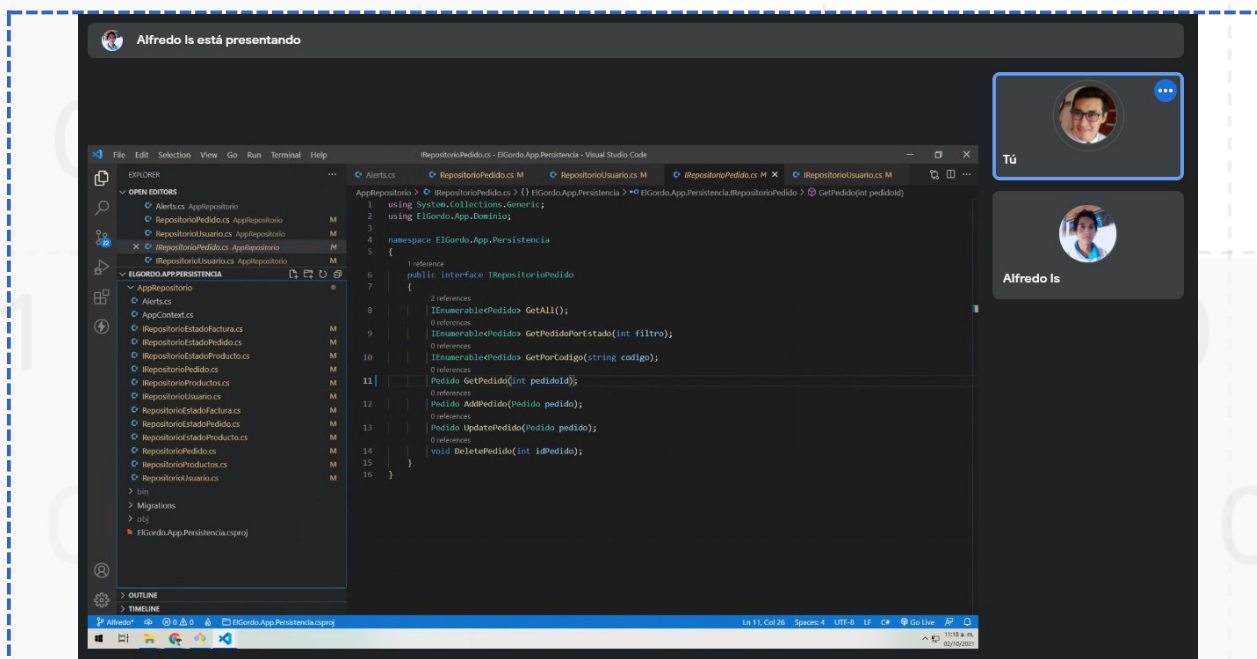 Alfredo Is está presentando
File Edit Selection View Go Run Terminal Help
IRepositorioPedido.cs - ElGordo.App.Persistencia - Visual Studio Code
EXPLORER
OPEN EDITORS
Alerts.cs AppRepositorio
RepositorioPedido.cs AppRepositorio M
RepositorioUsuario.cs AppRepositorio M
IRepositorioPedido.cs AppRepositorio M
IRepositorioUsuario.cs AppRepositorio M
ELGORDO.APP.PERSISTENCIA
AppRepositorio
Alerts.cs
AppContext.cs
IRepositorioEstadoFactura.cs M
IRepositorioEstadoPedido.cs M
IRepositorioEstadoProducto.cs M
IRepositorioPedido.cs M
IRepositorioProductos.cs M
IRepositorioUsuario.cs M
RepositorioEstadoFactura.cs M
RepositorioEstadoPedido.cs M
RepositorioEstadoProducto.cs M
RepositorioPedido.cs M
RepositorioProductos.cs M
RepositorioUsuario.cs M
bin
Migrations
obj
ElGordo.App.Persistencia.csproj
OUTLINE
TIMELINE
22
Alerts.cs RepositorioPedido.cs M RepositorioUsuario.cs M IRepositorioPedido.cs M IRepositorioUsuario.cs M
AppRepositorio > IRepositorioPedido.cs > {} ElGordo.App.Persistencia > ElGordo.App.Persistencia.IRepositorioPedido > GetPedido(int pedidoId)
1 using System.Collections.Generic;
2 using ElGordo.App.Dominio;
3
4 namespace ElGordo.App.Persistencia
5 {
1 reference
6 public interface IRepositorioPedido
7 {
2 references
8 IEnumerable<Pedido> GetAll();
0 references
9 IEnumerable<Pedido> GetPedidoPorEstado(int filtro);
0 references
10 IEnumerable<Pedido> GetPorCodigo(string codigo);
0 references
11 Pedido GetPedido(int pedidoId);
0 references
12 Pedido AddPedido(Pedido pedido);
0 references
13 Pedido UpdatePedido(Pedido pedido);
0 references
14 void DeletePedido(int idPedido);
15 }
16 }
Alfredo* 0 0 ElGordo.App.Persistencia.csproj
Ln 11, Col 26 Spaces: 4 UTF-8 LF C# Go Live
11:18 a. m.
02/10/2021
Tú
Alfredo Is